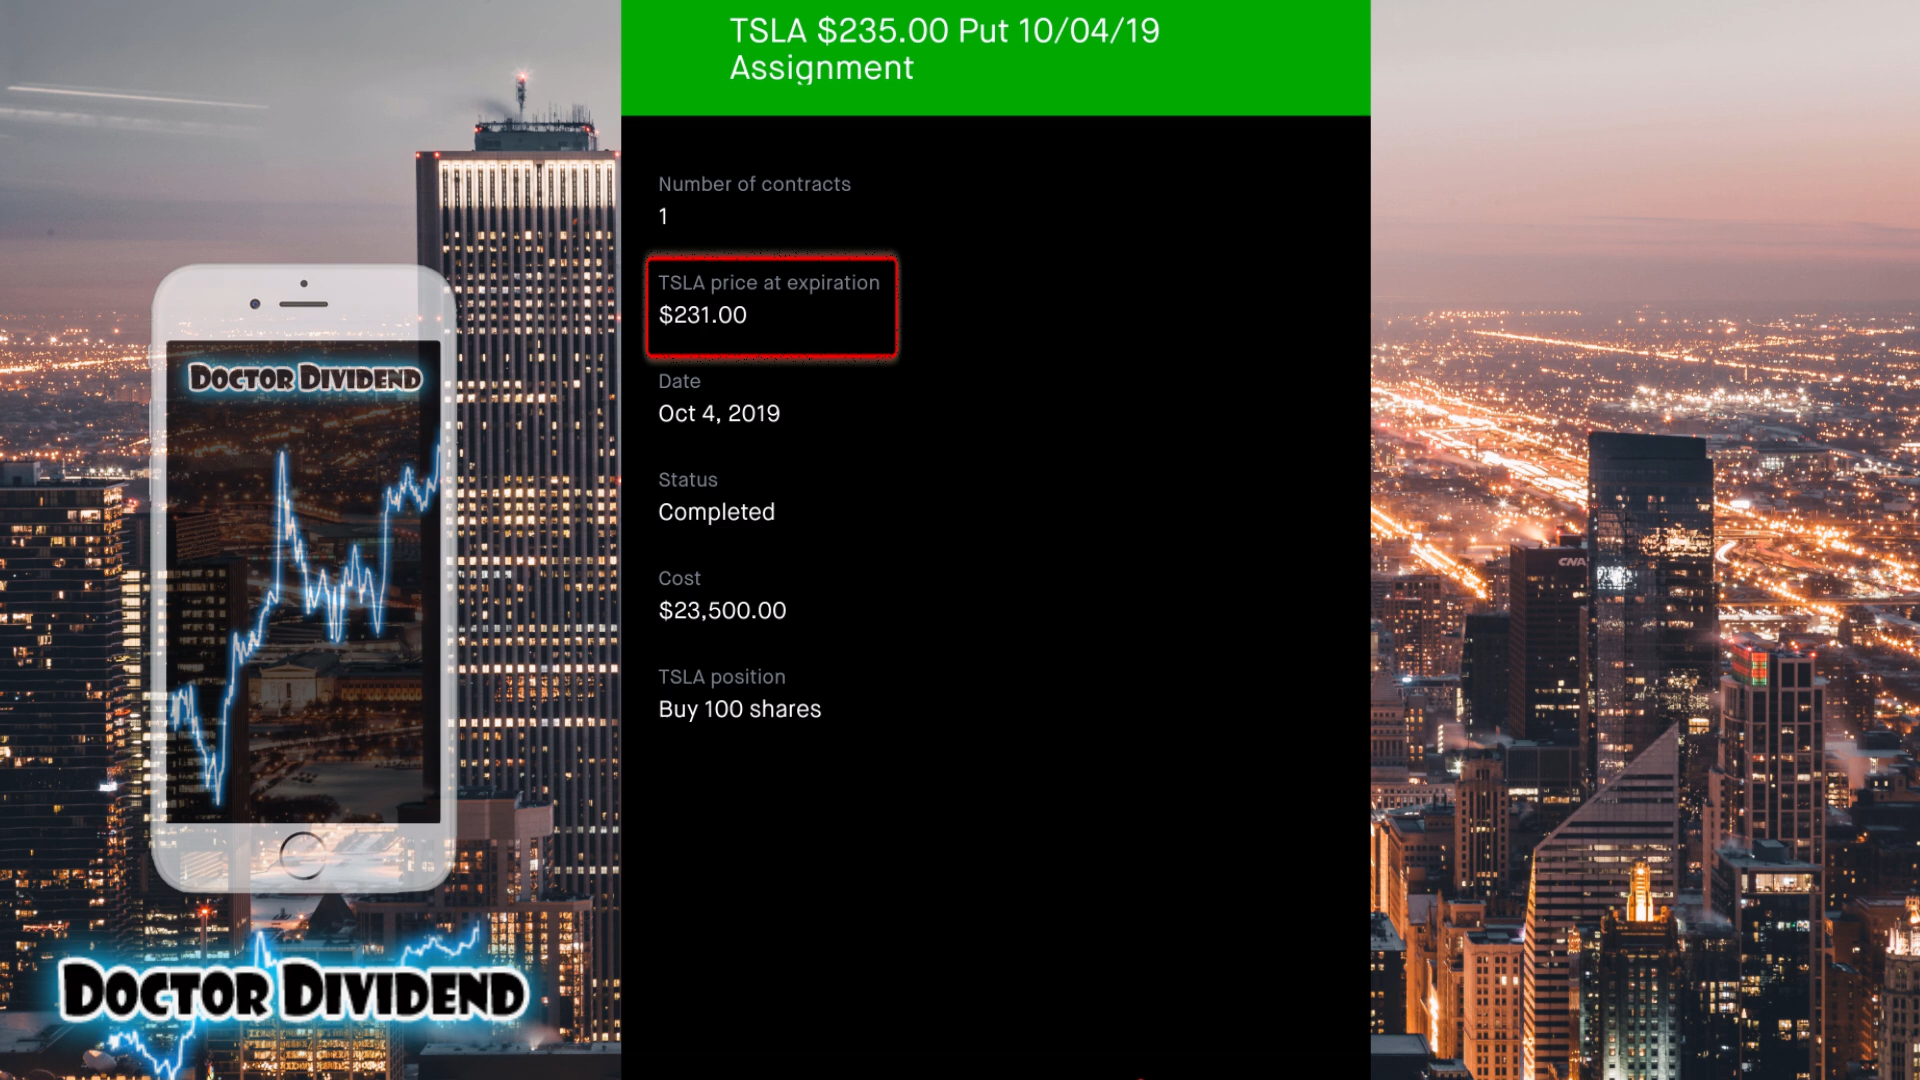 TSLA $235.00 Put 10/04/19
Assignment
Number of contracts
1
TSLA price at expiration
$231.00
Date
Oct 4, 2019
Status
Completed
Cost
$23,500.00
TSLA position
Buy 100 shares
DOCTOR DIVIDEND
DOCTOR DIVIDEND
CNA